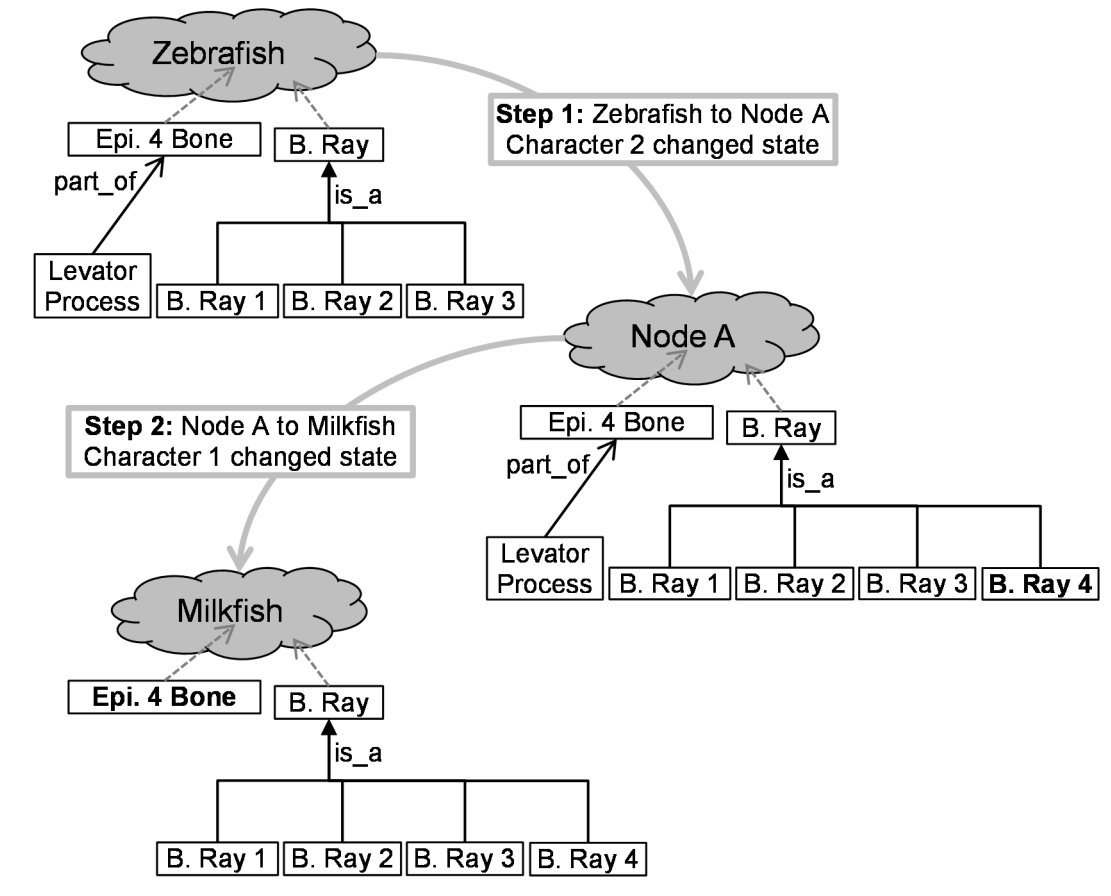 Zebrafish
Epi. 4 Bone
B. Ray
part_of
is_a
Levator
Process
B. Ray 1
B. Ray 2
B. Ray 3
Step 1: Zebrafish to Node A
Character 2 changed state
Node A
Epi. 4 Bone
B. Ray
part_of
is_a
Levator
Process
B. Ray 1
B. Ray 2
B. Ray 3
B. Ray 4
Step 2: Node A to Milkfish
Character 1 changed state
Milkfish
Epi. 4 Bone
B. Ray
is_a
B. Ray 1
B. Ray 2
B. Ray 3
B. Ray 4